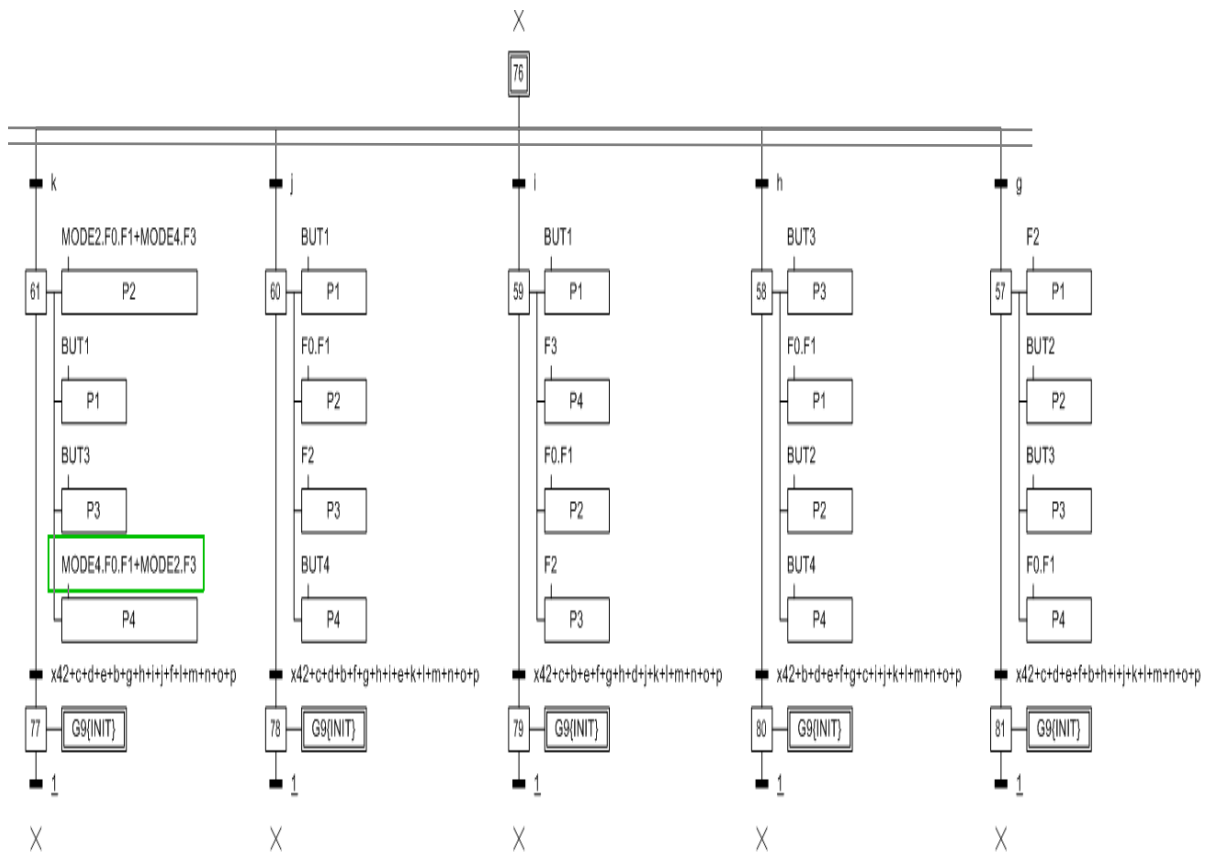 76
k
j
i
h
g
MODE2.F0.F1+MODE4.F3
BUT1
BUT1
BUT3
F2
61
P2
60
P1
59
P1
58
P3
57
P1
BUT1
F0.F1
F3
F0.F1
BUT2
P1
P2
P4
P1
P2
BUT3
F2
F0.F1
BUT2
BUT3
P3
P3
P2
P2
P3
MODE4.F0.F1+MODE2.F3
BUT4
F2
BUT4
F0.F1
P4
P4
P3
P4
P4
x42+c+d+e+b+g+h+i+j+f+l+m+n+o+p
x42+c+d+b+f+g+h+i+e+k+l+m+n+o+p
x42+c+b+e+f+g+h+d+j+k+l+m+n+o+p
x42+b+d+e+f+g+c+i+j+k+l+m+n+o+p
x42+c+d+e+f+b+h+i+j+k+l+m+n+o+p
77
G9{INIT}
78
G9{INIT}
79
G9{INIT}
80
G9{INIT}
81
G9{INIT}
1
1
1
1
1